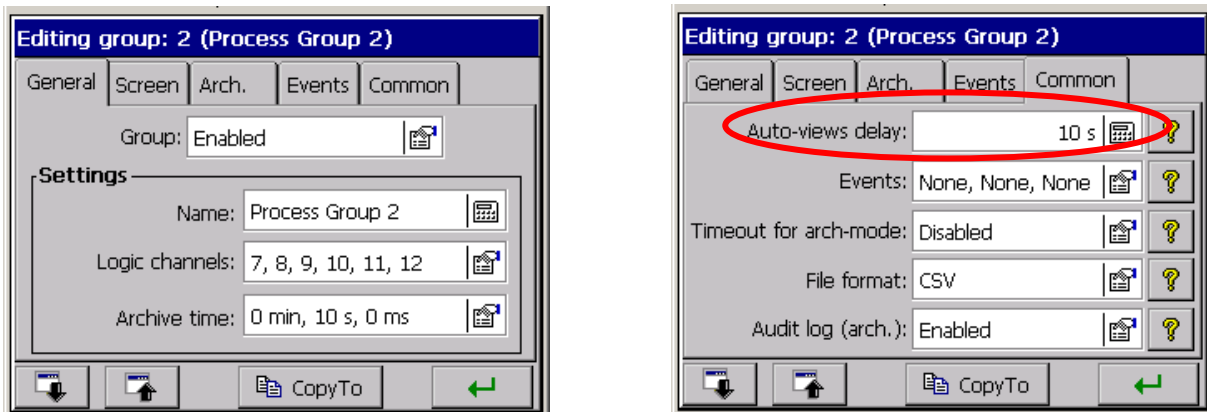 Editing group: 2 (Process Group 2)
General Screen Arch. Events Common
Group: Enabled
Settings
Name: Process Group 2
Logic channels: 7, 8, 9, 10, 11, 12
Archive time: 0 min, 10 s, 0 ms
CopyTo
Editing group: 2 (Process Group 2)
General Screen Arch. Events Common
Auto-views delay: 10 s ?
Events: None, None, None ?
Timeout for arch-mode: Disabled ?
File format: CSV ?
Audit log (arch.): Enabled ?
CopyTo